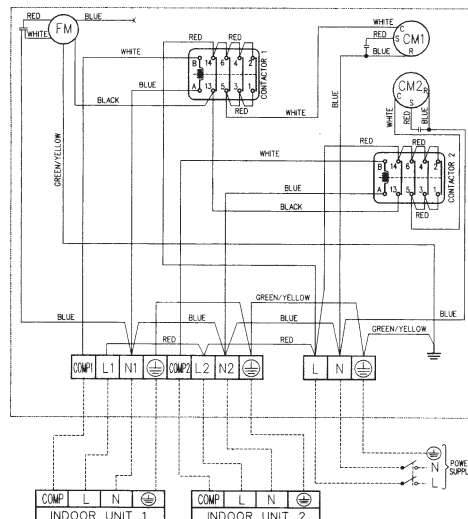 RED
BLUE
WHITE
FM
WHITE
BLUE
BLACK
GREEN/YELLOW
RED
RED
B 14 6 4 2
A 13 5 3 1
RED
CONTACTOR 1
WHITE
BLUE
WHITE
RED
BLUE
C
S
R
CM1
CM2
C
S
R
WHITE
RED
BLUE
RED
RED
B 14 6 4 2
A 13 5 3 1
RED
CONTACTOR 2
WHITE
BLUE
BLACK
GREEN/YELLOW
BLUE
BLUE
BLUE
BLUE
GREEN/YELLOW
RED
RED
COMP1 L1 N1 COMP2 L2 N2
L N
N
L
POWE
SUPPL
COMP L N
INDOOR UNIT 1
COMP L N
INDOOR UNIT 2